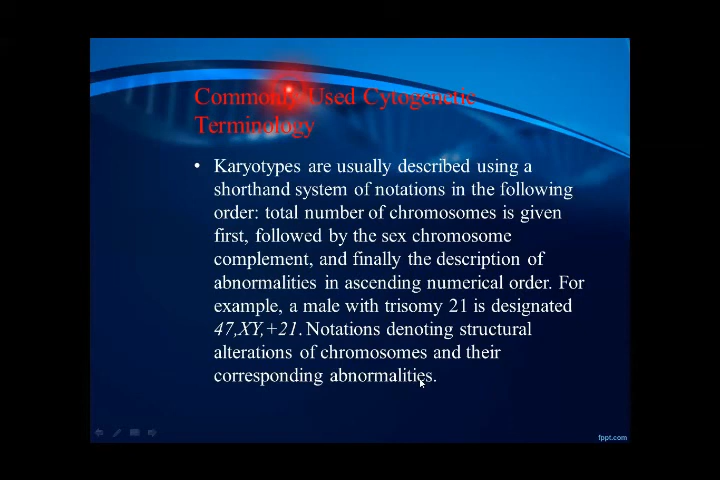 Commonly Used Cytogenetic
Terminology
• Karyotypes are usually described using a
shorthand system of notations in the following
order: total number of chromosomes is given
first, followed by the sex chromosome
complement, and finally the description of
abnormalities in ascending numerical order. For
example, a male with trisomy 21 is designated
47,XY,+21. Notations denoting structural
alterations of chromosomes and their
corresponding abnormalities.
fppt.com